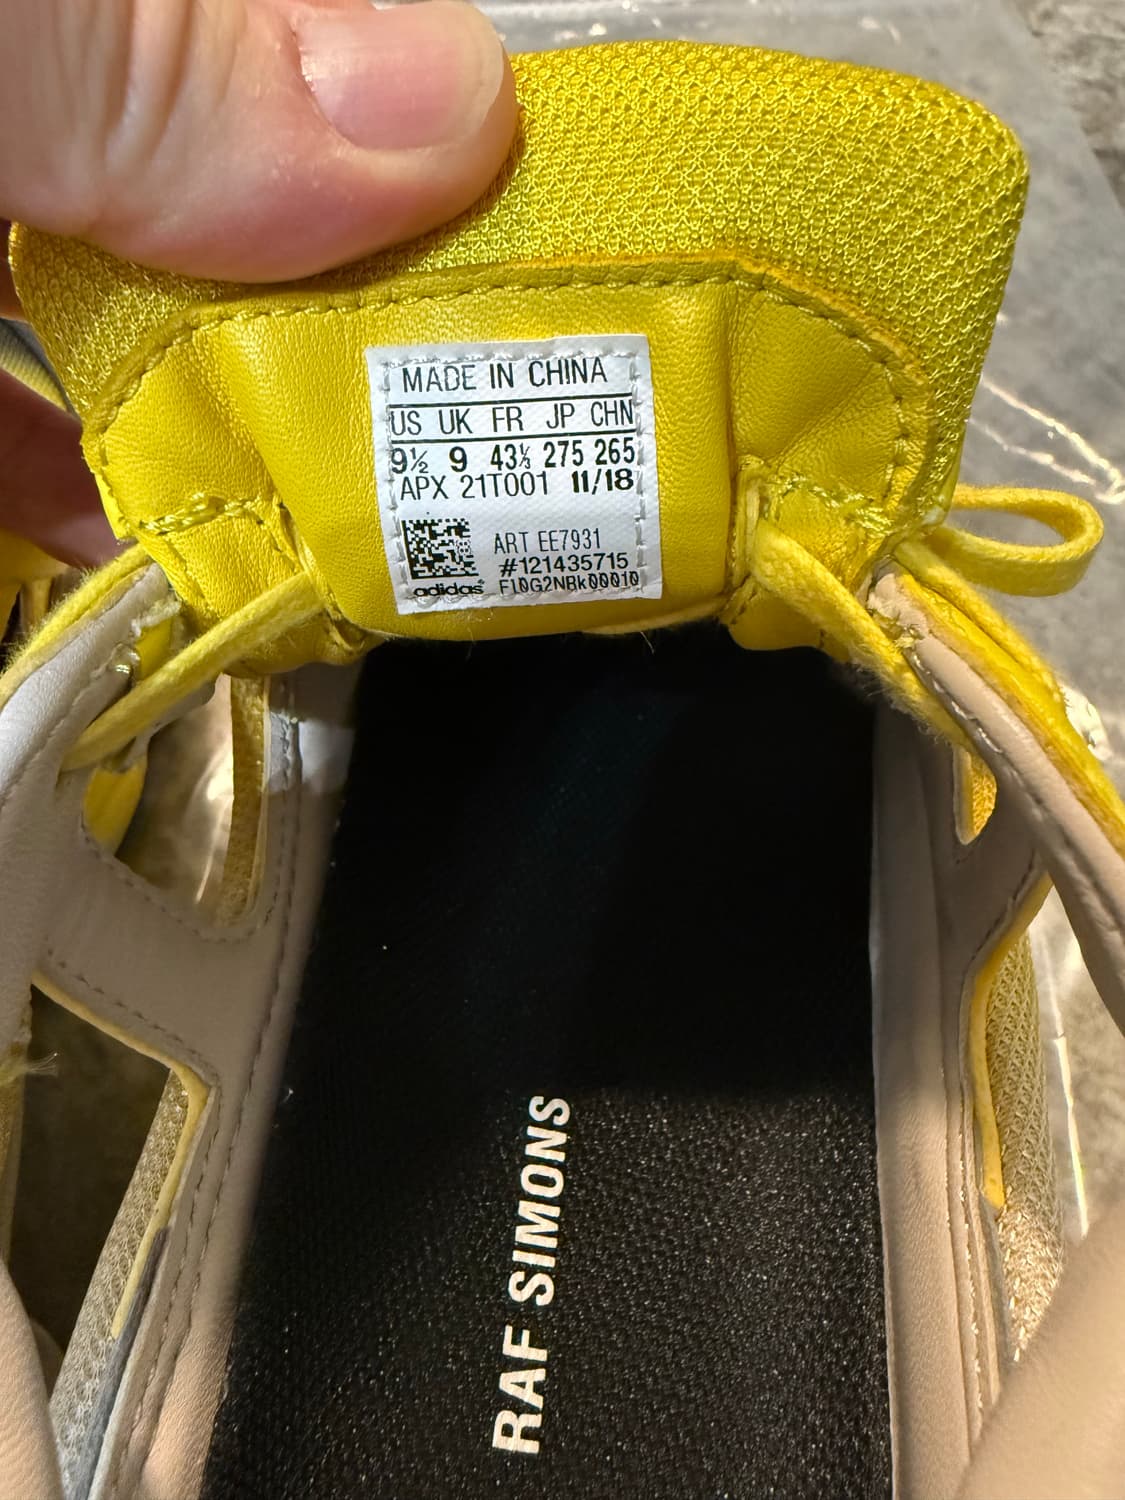 MADE IN CHINA
US UK FR JP CHN
9½ 9 43⅓ 275 265
APX 21T001 11/18
ART EE7931
#121435715
adidas® F10G2NBk00010
RAF SIMONS